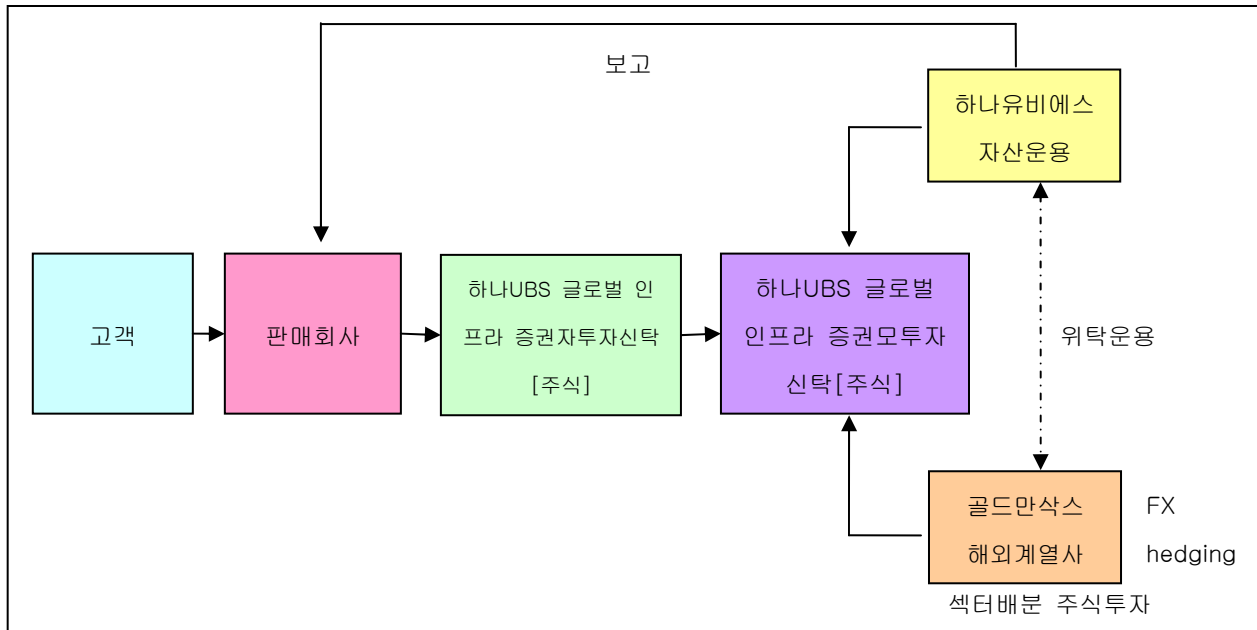 보고
하나유비에스
자산운용
고객
판매회사
하나UBS 글로벌 인
프라 증권자투자신탁
[주식]
하나UBS 글로벌
인프라 증권모투자
신탁[주식]
위탁운용
골드만삭스
해외계열사
FX
hedging
섹터배분 주식투자